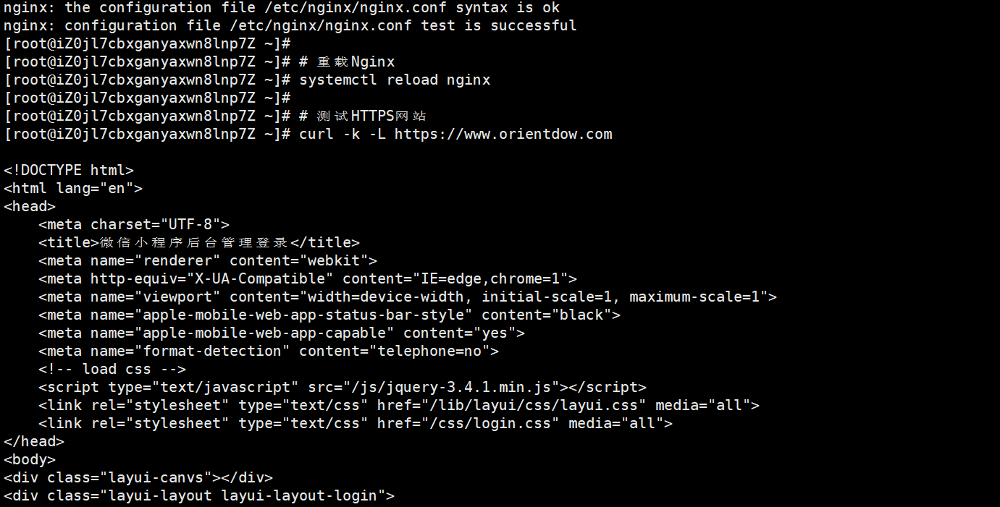 nginx: the configuration file /etc/nginx/nginx.conf syntax is ok
nginx: configuration file /etc/nginx/nginx.conf test is successful
[root@iZ0jl7cbxganyaxwn8lnp7Z ~]#
[root@iZ0jl7cbxganyaxwn8lnp7Z ~]# # 重载Nginx
[root@iZ0jl7cbxganyaxwn8lnp7Z ~]# systemctl reload nginx
[root@iZ0jl7cbxganyaxwn8lnp7Z ~]#
[root@iZ0jl7cbxganyaxwn8lnp7Z ~]# # 测试HTTPS网站
[root@iZ0jl7cbxganyaxwn8lnp7Z ~]# curl -k -L https://www.orientdow.com
<!DOCTYPE html>
<html lang="en">
<head>
    <meta charset="UTF-8">
    <title>微信小程序后台管理登录</title>
    <meta name="renderer" content="webkit">
    <meta http-equiv="X-UA-Compatible" content="IE=edge,chrome=1">
    <meta name="viewport" content="width=device-width, initial-scale=1, maximum-scale=1">
    <meta name="apple-mobile-web-app-status-bar-style" content="black">
    <meta name="apple-mobile-web-app-capable" content="yes">
    <meta name="format-detection" content="telephone=no">
    <!-- load css -->
    <script type="text/javascript" src="/js/jquery-3.4.1.min.js"></script>
    <link rel="stylesheet" type="text/css" href="/lib/layui/css/layui.css" media="all">
    <link rel="stylesheet" type="text/css" href="/css/login.css" media="all">
</head>
<body>
<div class="layui-canvs"></div>
<div class="layui-layout layui-layout-login">